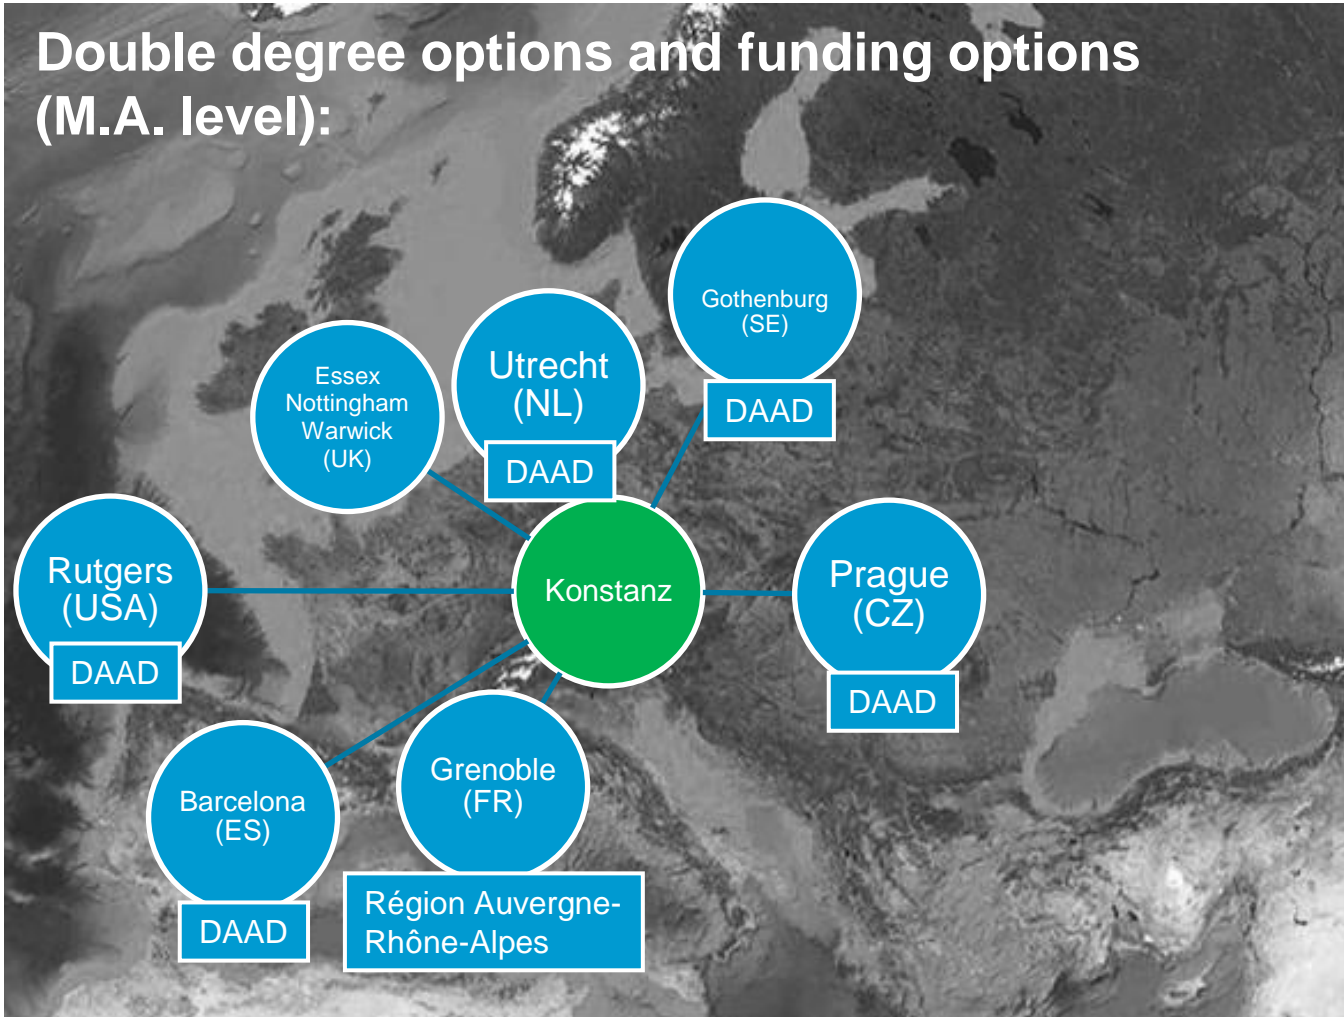 Double degree options and funding options
(M.A. level):
Gothenburg
(SE)
DAAD
Utrecht
(NL)
DAAD
Essex
Nottingham
Warwick
(UK)
Rutgers
(USA)
DAAD
Konstanz
Prague
(CZ)
DAAD
Barcelona
(ES)
DAAD
Grenoble
(FR)
Région Auvergne-
Rhône-Alpes